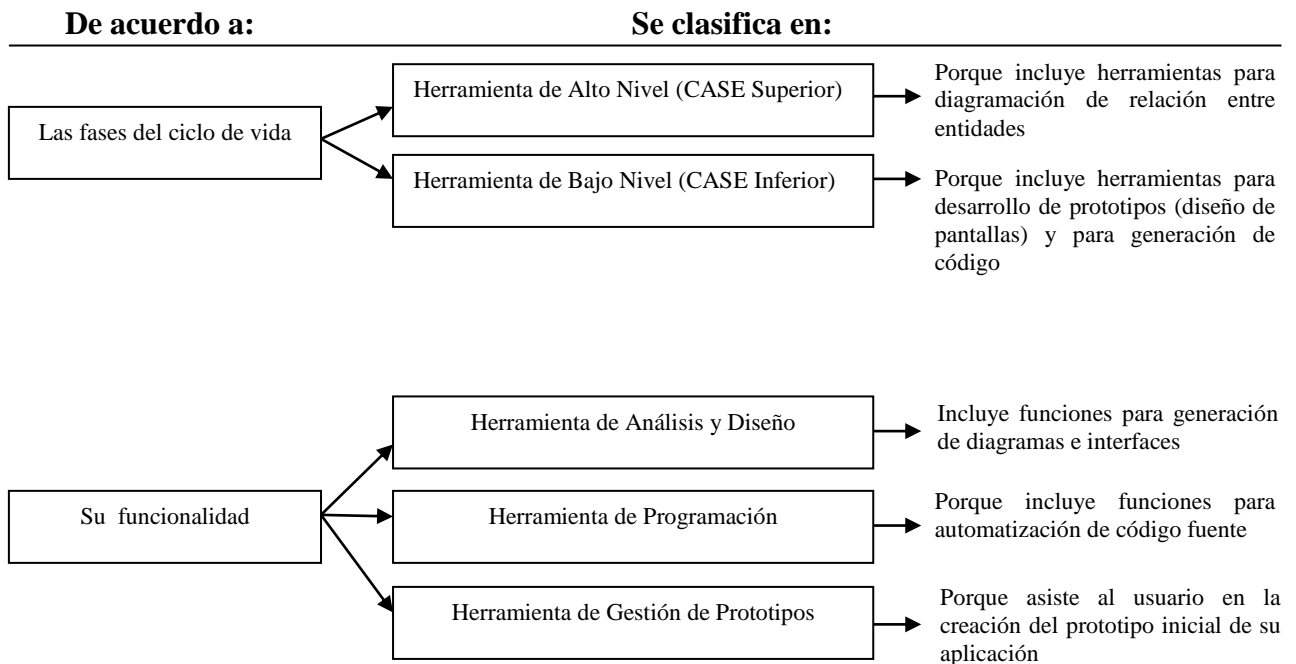 De acuerdo a:
Se clasifica en:
Las fases del ciclo de vida
Herramienta de Alto Nivel (CASE Superior)
Porque incluye herramientas para
diagramación de relación entre
entidades
Herramienta de Bajo Nivel (CASE Inferior)
Porque incluye herramientas para
desarrollo de prototipos (diseño de
pantallas) y para generación de
código
Su funcionalidad
Herramienta de Análisis y Diseño
Incluye funciones para generación
de diagramas e interfaces
Herramienta de Programación
Porque incluye funciones para
automatización de código fuente
Herramienta de Gestión de Prototipos
Porque asiste al usuario en la
creación del prototipo inicial de su
aplicación